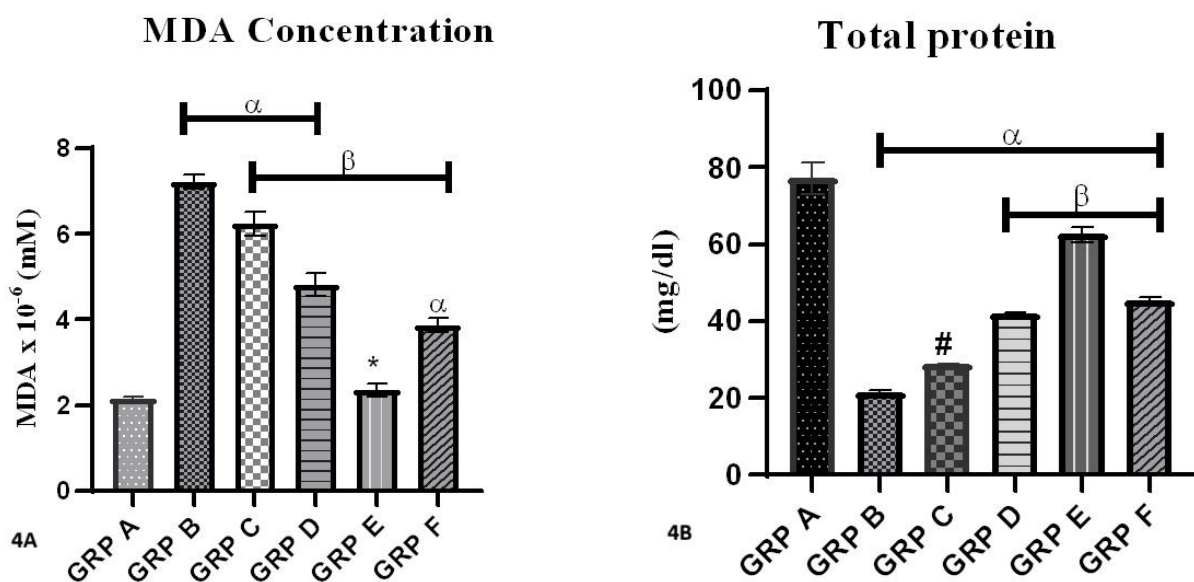 MDA Concentration
α
β
8
6
4
2
0
MDA x 10⁻⁶ (mM)
α
*
GRP A
GRP B
GRP C
GRP D
GRP E
GRP F
4A
Total protein
100
80
60
40
20
0
(mg/dl)
α
β
#
GRP A
GRP B
GRP C
GRP D
GRP E
GRP F
4B